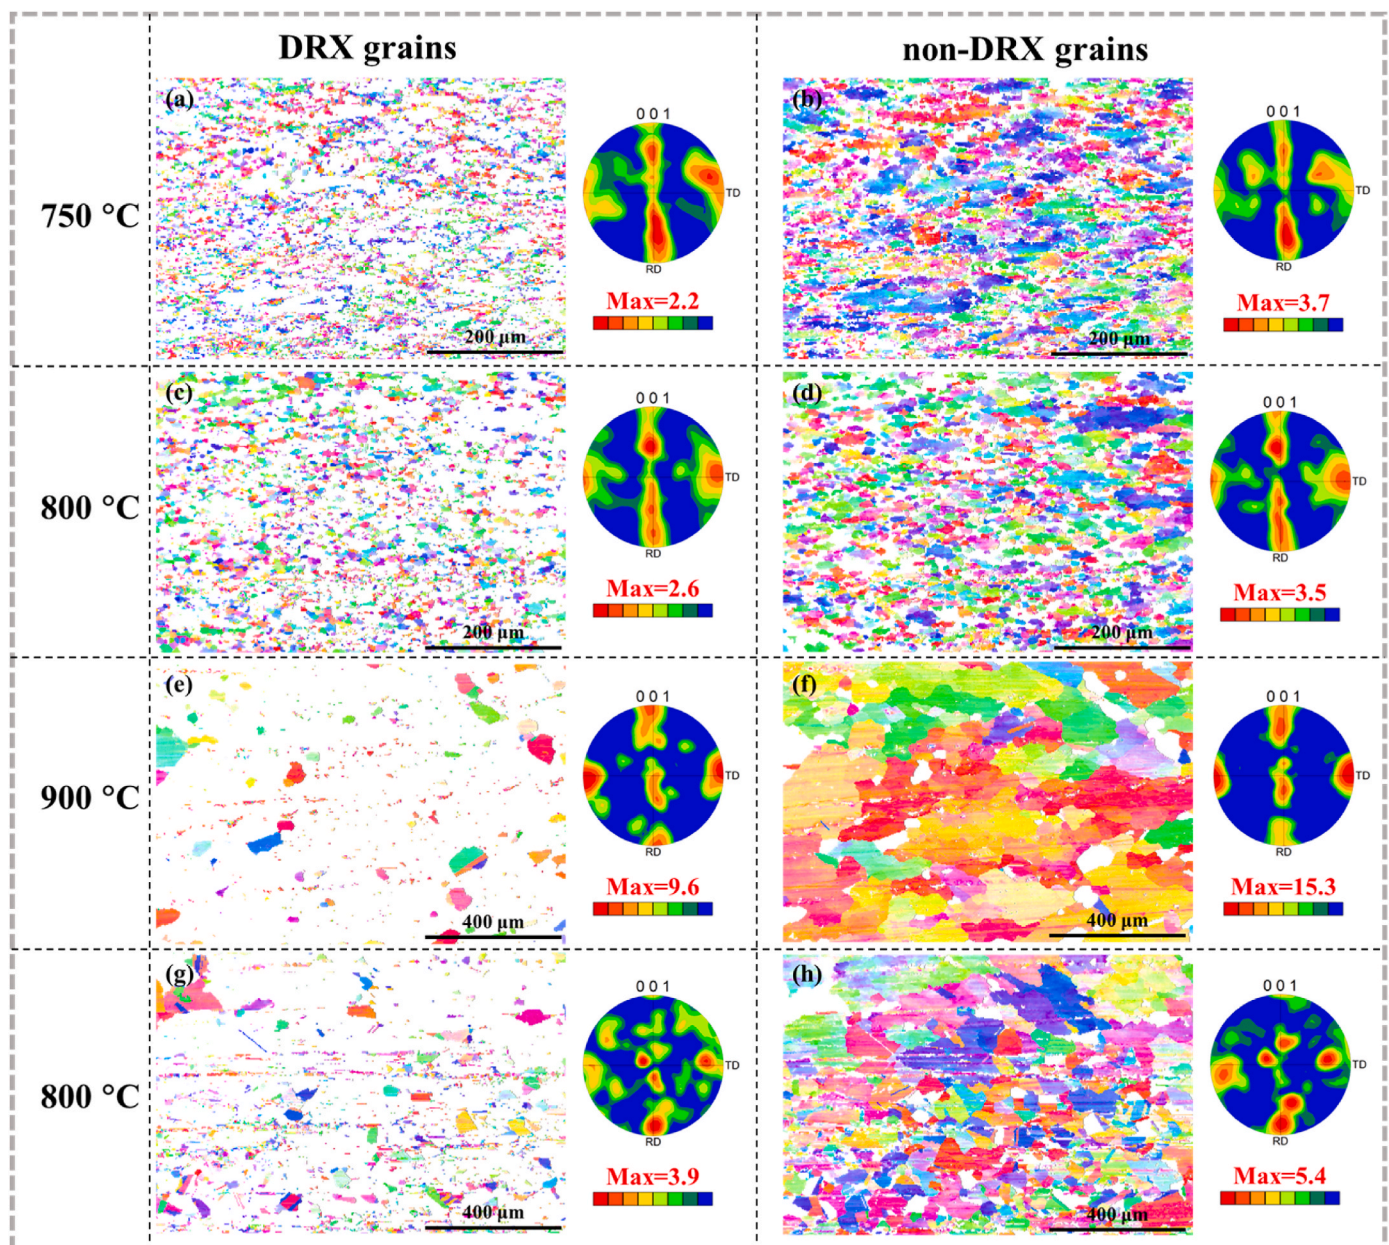 DRX grains
non-DRX grains
750 °C
(a)
0 0 1
TD
RD
Max=2.2
200 μm
(b)
0 0 1
TD
RD
Max=3.7
200 μm
800 °C
(c)
0 0 1
TD
RD
Max=2.6
200 μm
(d)
0 0 1
TD
RD
Max=3.5
200 μm
900 °C
(e)
0 0 1
TD
RD
Max=9.6
400 μm
(f)
0 0 1
TD
RD
Max=15.3
400 μm
800 °C
(g)
0 0 1
TD
RD
Max=3.9
400 μm
(h)
0 0 1
TD
RD
Max=5.4
400 μm